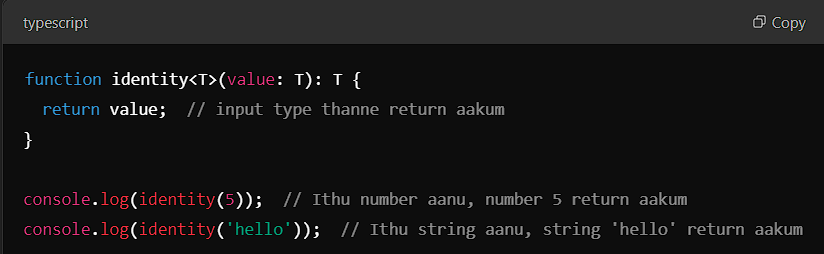 typescript
Copy
function identity<T>(value: T): T {
  return value;  // input type thanne return aakum
}
console.log(identity(5));  // Ithu number aanu, number 5 return aakum
console.log(identity('hello'));  // Ithu string aanu, string 'hello' return aakum